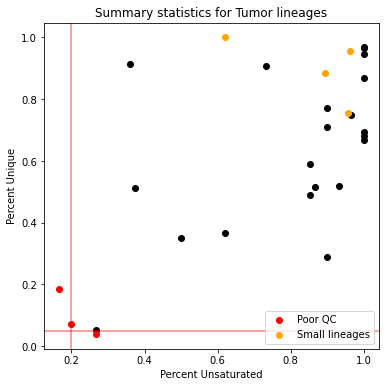 Summary statistics for Tumor lineages
1.0
0.8
0.6
0.4
0.2
0.0
Percent Unique
Poor QC
Small lineages
0.2
0.4
0.6
0.8
1.0
Percent Unsaturated